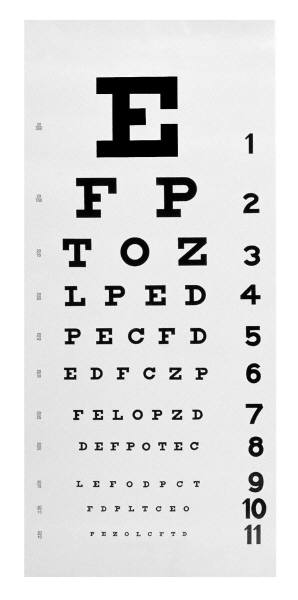 E 1
F P 2
T O Z 3
L P E D 4
P E C F D 5
E D F C Z P 6
F E L O P Z D 7
D E F P O T E C 8
L E F O D P C T 9
F D P L T C E O 10
F E Z O L C F T D 11